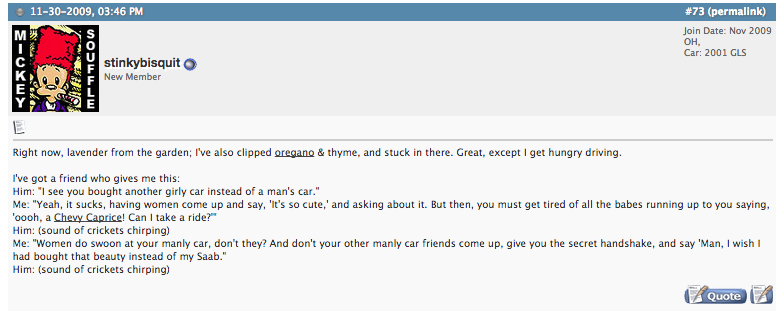 11-30-2009, 03:46 PM
#73 (permalink)
MICKEY
SOUFFLE
stinkybisquit
New Member
Join Date: Nov 2009
OH,
Car: 2001 GLS
Right now, lavender from the garden; I've also clipped oregano & thyme, and stuck in there. Great, except I get hungry driving.
I've got a friend who gives me this:
Him: "I see you bought another girly car instead of a man's car."
Me: "Yeah, it sucks, having women come up and say, 'It's so cute,' and asking about it. But then, you must get tired of all the babes running up to you saying,
'oooh, a Chevy Caprice! Can I take a ride?'"
Him: (sound of crickets chirping)
Me: "Women do swoon at your manly car, don't they? And don't your other manly car friends come up, give you the secret handshake, and say 'Man, I wish I
had bought that beauty instead of my Saab."
Him: (sound of crickets chirping)
Quote